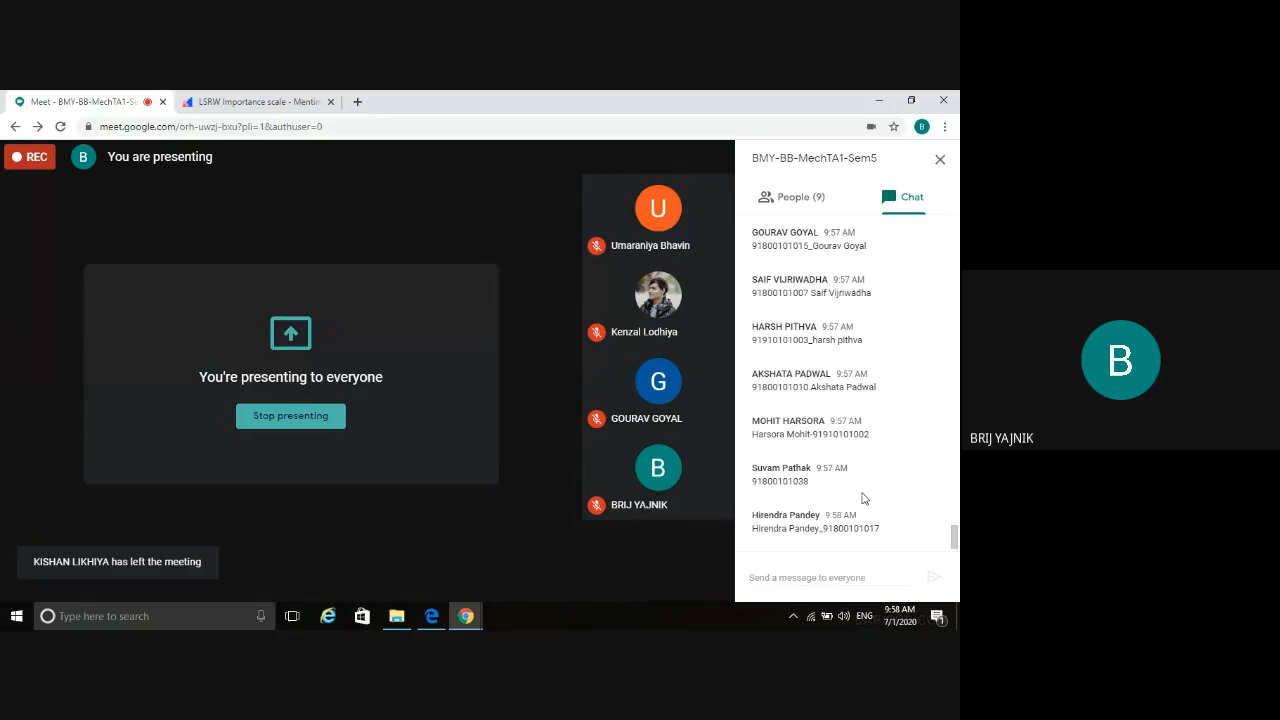 Meet - BMY-BB-MechTA1-Se
LSRW Importance scale - Mentim
meet.google.com/orh-uwzj-bxu?pli=1&authuser=0
B
REC
B
You are presenting
BMY-BB-MechTA1-Sem5
People (9)
Chat
U
Umaraniya Bhavin
Kenzal Lodhiya
G
GOURAV GOYAL
B
BRIJ YAJNIK
You're presenting to everyone
Stop presenting
KISHAN LIKHIYA has left the meeting
GOURAV GOYAL 9:57 AM
91800101015_Gourav Goyal
SAIF VIJRIWADHA 9:57 AM
91800101007 Saif Vijriwadha
HARSH PITHVA 9:57 AM
91910101003_harsh pithva
AKSHATA PADWAL 9:57 AM
91800101010 Akshata Padwal
MOHIT HARSORA 9:57 AM
Harsora Mohit-91910101002
Suvam Pathak 9:57 AM
91800101038
Hirendra Pandey 9:58 AM
Hirendra Pandey_91800101017
Send a message to everyone
Type here to search
ENG
9:58 AM
7/1/2020
1
B
BRIJ YAJNIK